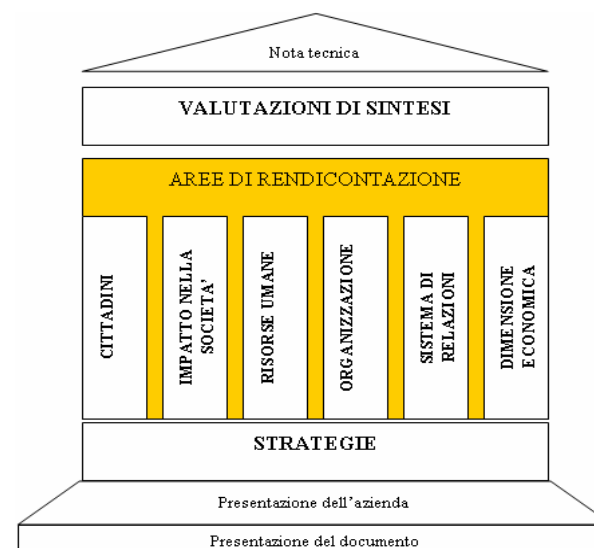 Nota tecnica
VALUTAZIONI DI SINTESI
AREE DI RENDICONTAZIONE
CITTADINI
IMPATTO NELLA
SOCIETA’
RISORSE UMANE
ORGANIZZAZIONE
SISTEMA DI
RELAZIONI
DIMENSIONE
ECONOMICA
STRATEGIE
Presentazione dell’azienda
Presentazione del documento